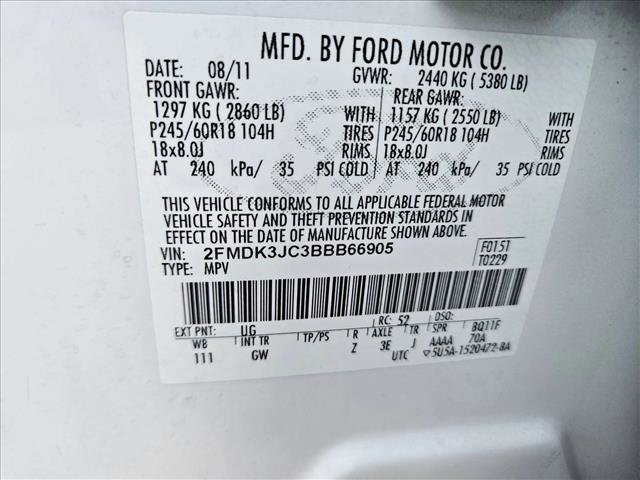 MFD. BY FORD MOTOR CO.
DATE: 08/11 GVWR: 2440 KG ( 5380 LB)
FRONT GAWR: REAR GAWR:
1297 KG ( 2860 LB) WITH 1157 KG ( 2550 LB) WITH
P245/60R18 104H TIRES P245/60R18 104H TIRES
18x8.0J RIMS 18x8.0J RIMS
AT 240 kPa/ 35 PSI COLD AT 240 kPa/ 35 PSI COLD
THIS VEHICLE CONFORMS TO ALL APPLICABLE FEDERAL MOTOR
VEHICLE SAFETY AND THEFT PREVENTION STANDARDS IN
EFFECT ON THE DATE OF MANUFACTURE SHOWN ABOVE.
VIN: 2FMDK3JC3BBB66905 F0151
TYPE: MPV T0229
EXT PNT: UG RC: 52 DSO:
WB INT TR TP/PS R AXLE TR SPR BQ11F
111 GW Z 3E J AAAA 70A
UTC ▽5U5A-1520472-BA